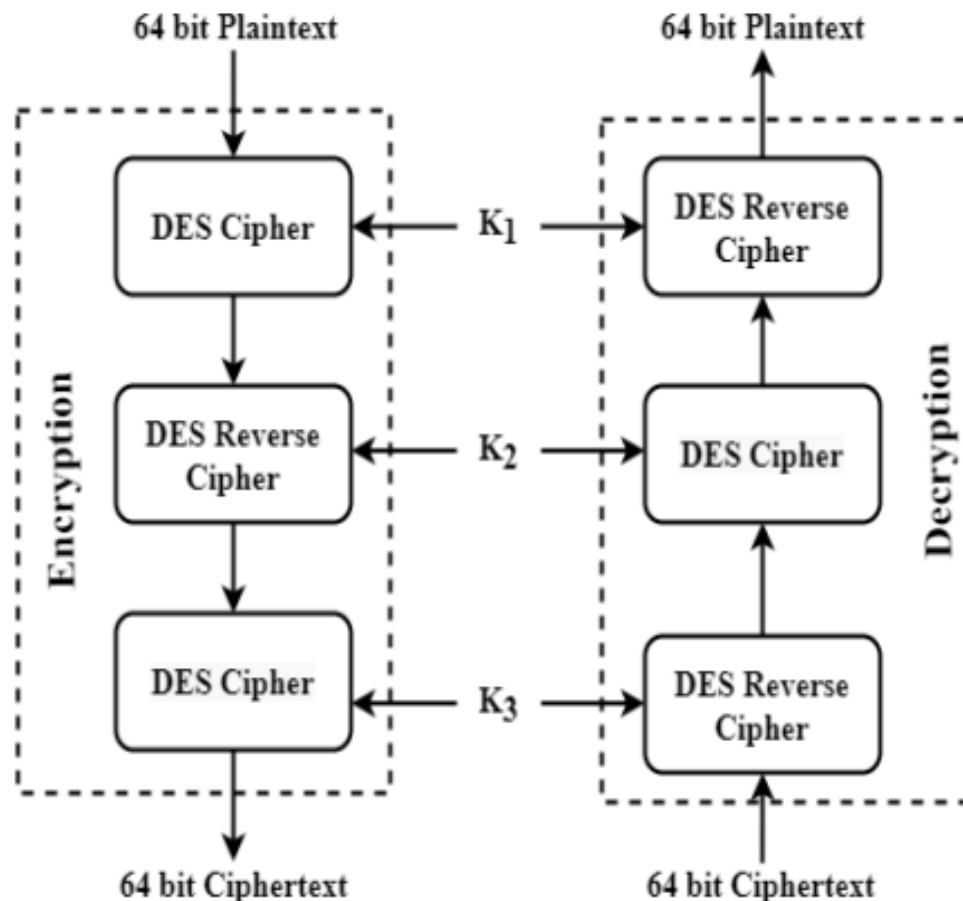 64 bit Plaintext
DES Cipher
Encryption
DES Reverse
Cipher
DES Cipher
64 bit Ciphertext
K1
K2
K3
64 bit Plaintext
DES Reverse
Cipher
DES Cipher
Decryption
DES Reverse
Cipher
64 bit Ciphertext